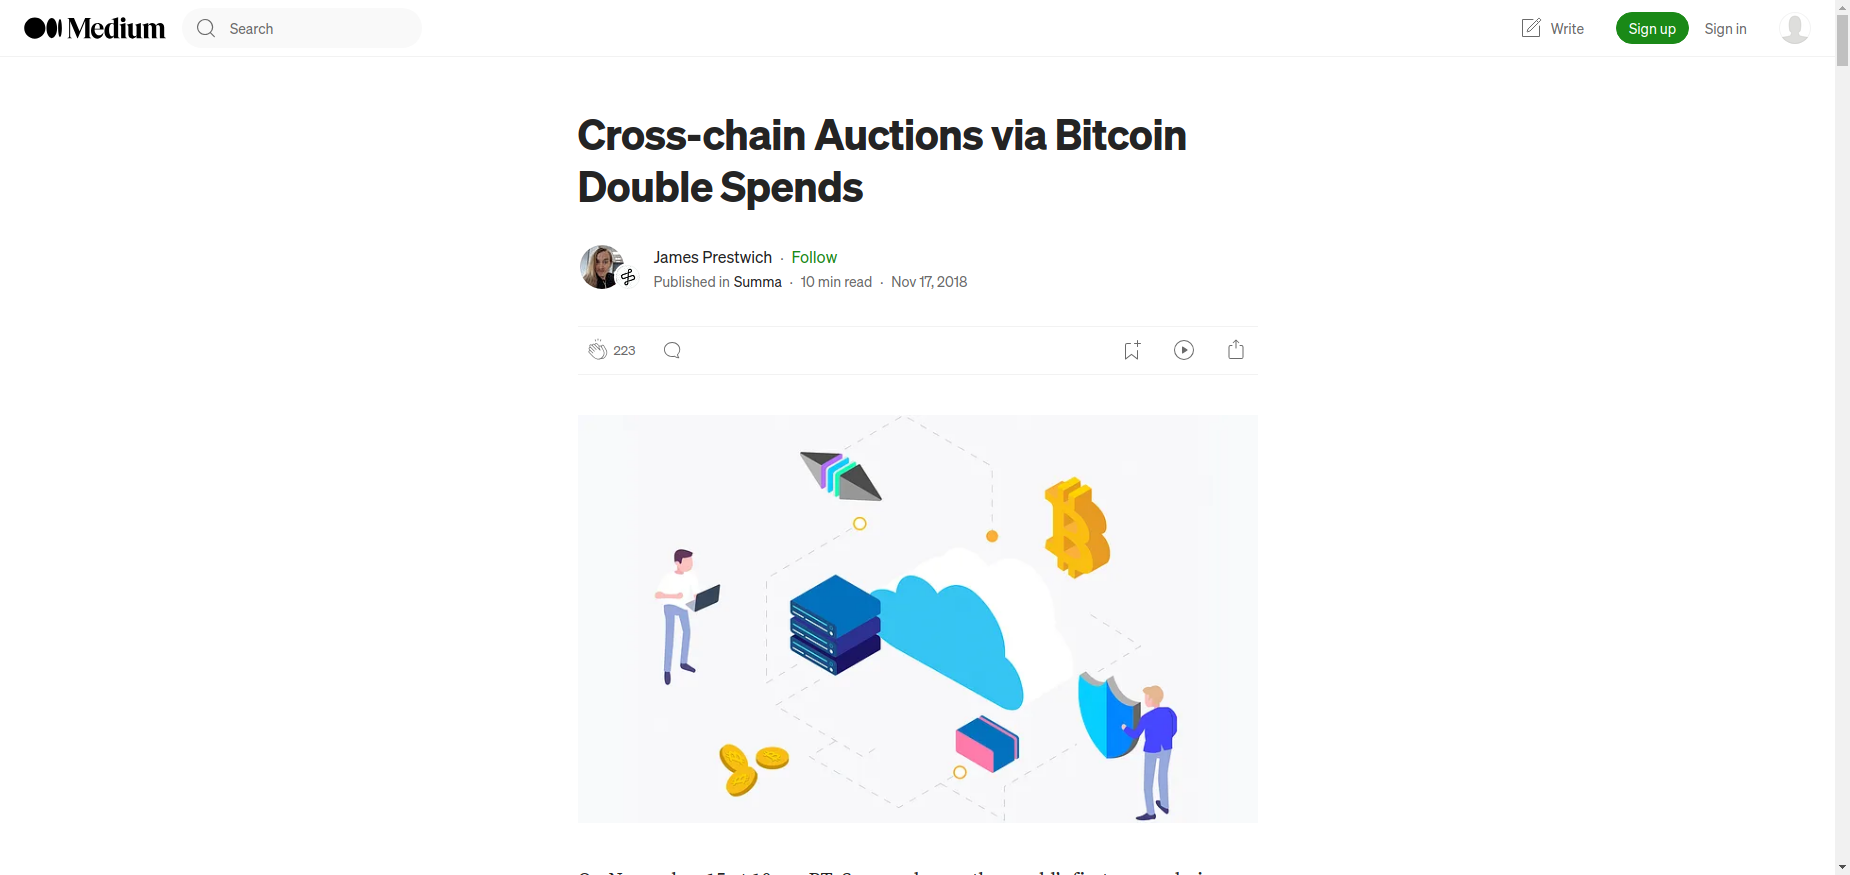 Medium
Search
Write
Sign up
Sign in
Cross-chain Auctions via Bitcoin
Double Spends
James Prestwich · Follow
Published in Summa · 10 min read · Nov 17, 2018
223